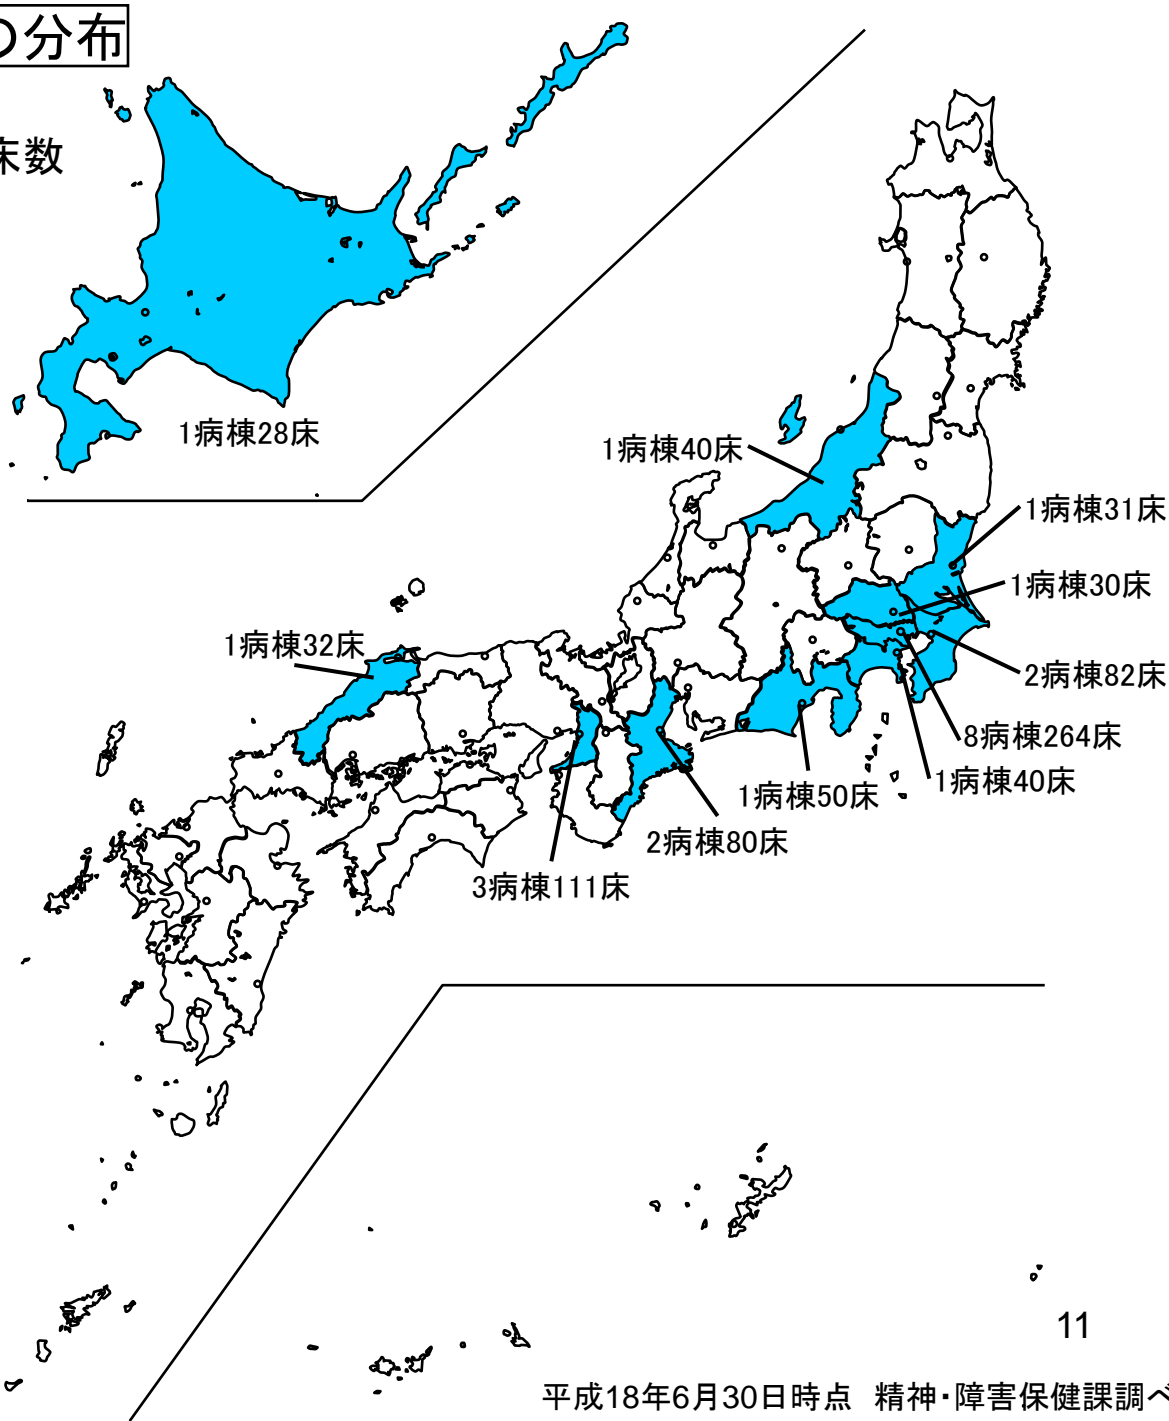 の分布
床数
1病棟28床
1病棟40床
1病棟31床
1病棟30床
1病棟32床
2病棟82床
8病棟264床
1病棟40床
1病棟50床
2病棟80床
3病棟111床
11
平成18年6月30日時点 精神・障害保健課調べ